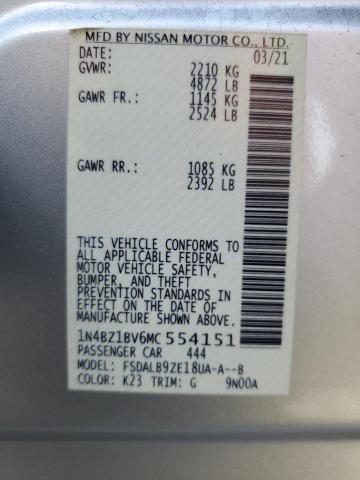 MFD BY NISSAN MOTOR CO., LTD.
DATE: 03/21
GVWR: 2210 KG
4872 LB
GAWR FR.: 1145 KG
2524 LB
GAWR RR.: 1085 KG
2392 LB
THIS VEHICLE CONFORMS TO
ALL APPLICABLE FEDERAL
MOTOR VEHICLE SAFETY,
BUMPER, AND THEFT
PREVENTION STANDARDS IN
EFFECT ON THE DATE OF
MANUFACTURE SHOWN ABOVE.
1N4BZ1BV6MC554151
PASSENGER CAR 444
MODEL: FSDALB9ZE18UA-A--B
COLOR: K23 TRIM: G 9N00A